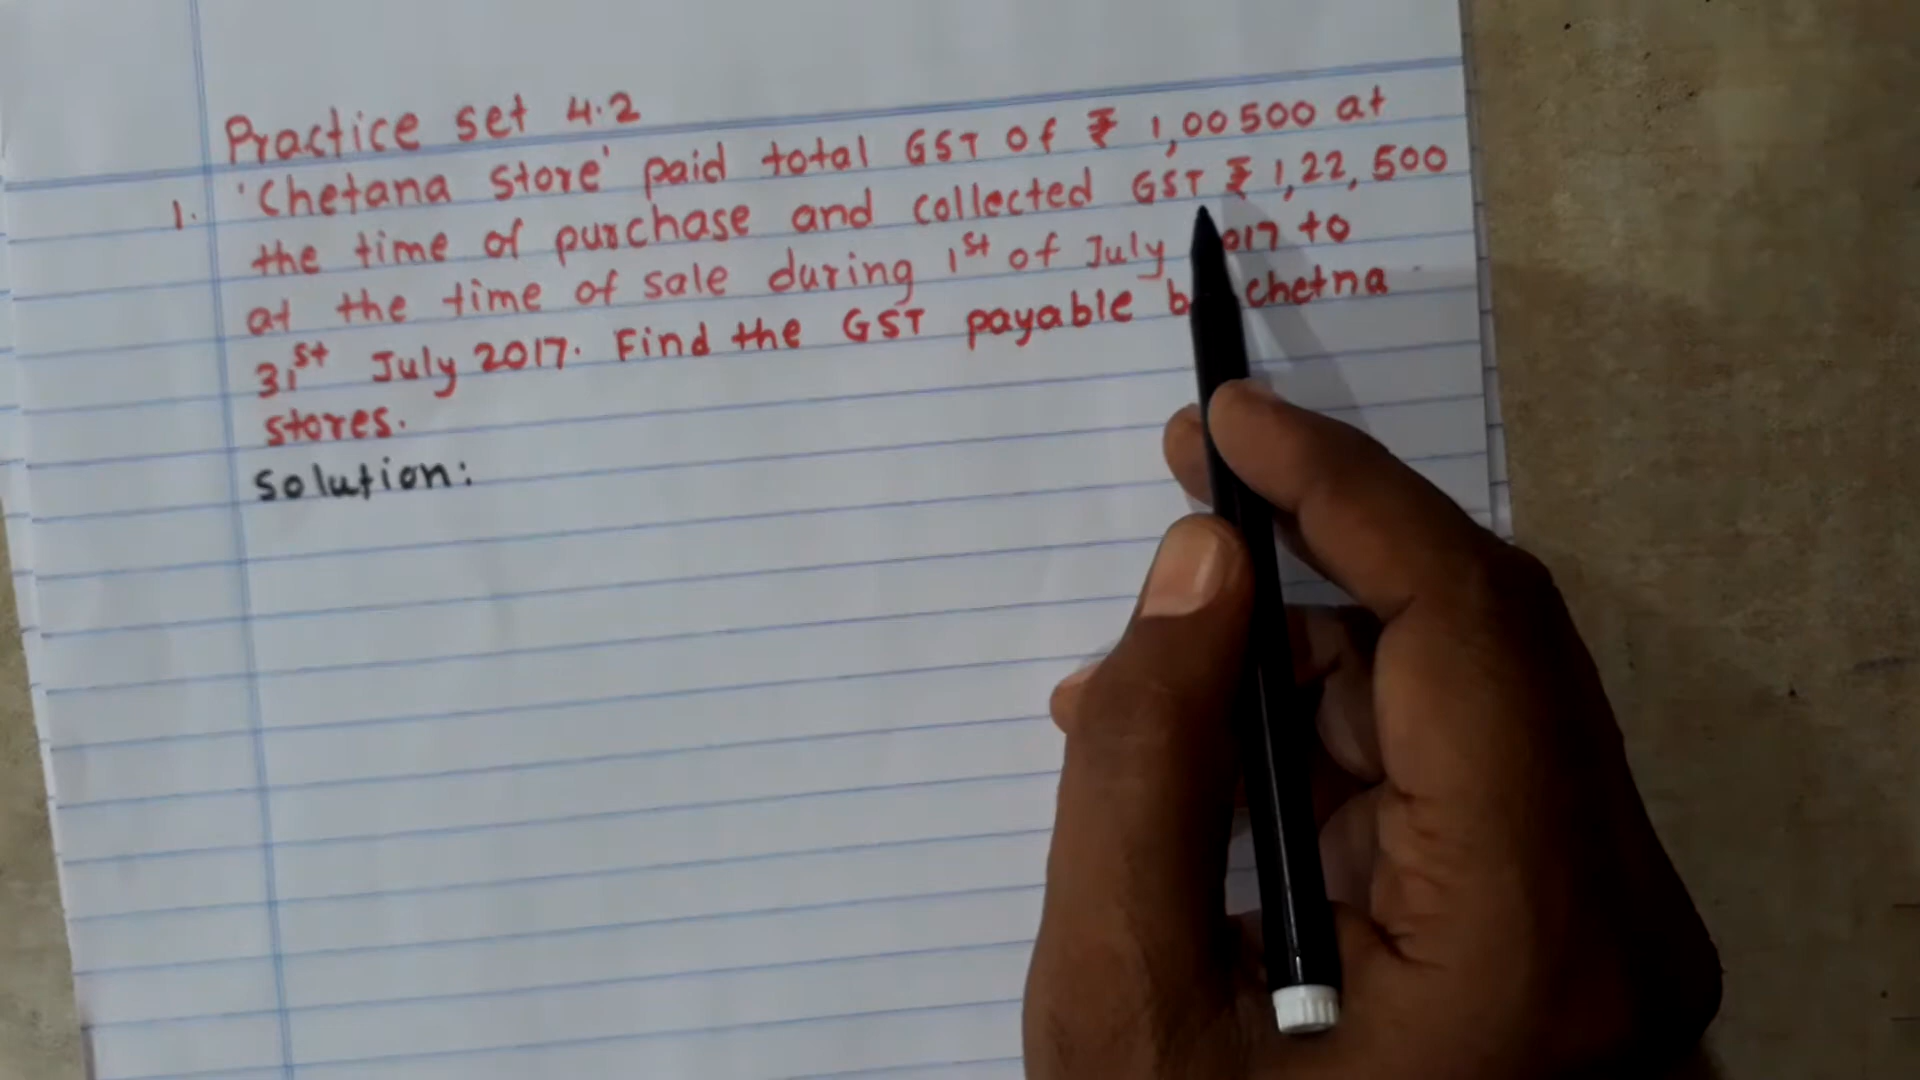 Practice set 4.2
1. 'Chetana store' paid total GST of ₹ 1,00500 at
the time of purchase and collected GST ₹ 1,22,500
at the time of sale during 1st of July 017 to
31st July 2017. Find the GST payable b chetna
stores.
Solution: